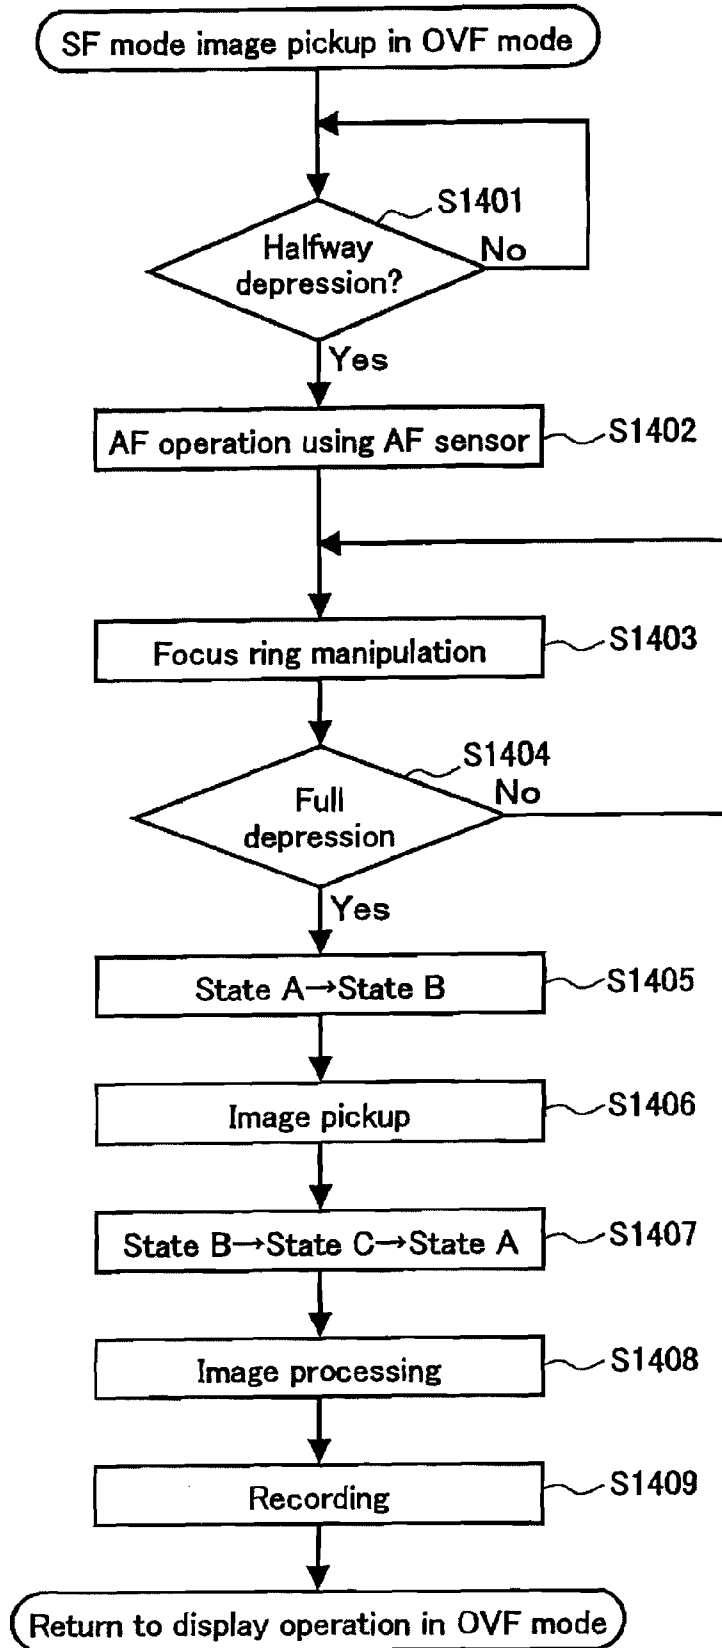 SF mode image pickup in OVF mode
S1401
Halfway
depression?
No
Yes
AF operation using AF sensor
S1402
Focus ring manipulation
S1403
S1404
Full
depression
No
Yes
State A→State B
S1405
Image pickup
S1406
State B→State C→State A
S1407
Image processing
S1408
Recording
S1409
Return to display operation in OVF mode